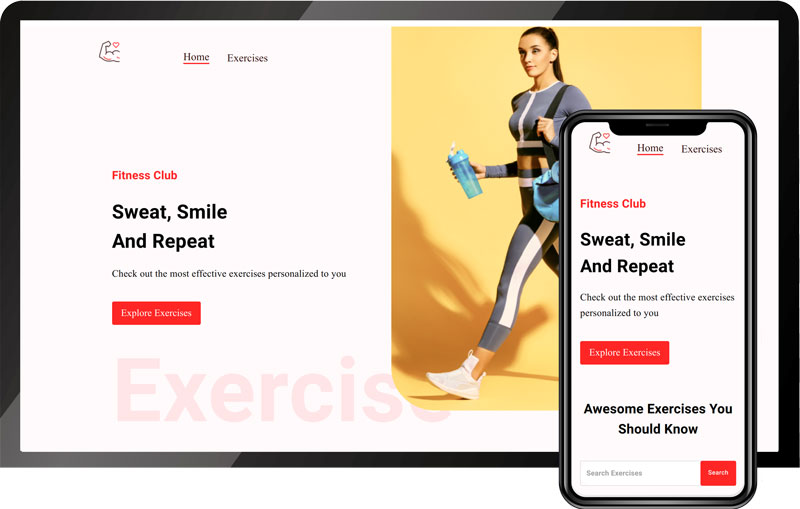 Home Exercises
Fitness Club
Sweat, Smile
And Repeat
Check out the most effective exercises personalized to you
Explore Exercises
Exercise
Home Exercises
Fitness Club
Sweat, Smile
And Repeat
Check out the most effective exercises
personalized to you
Explore Exercises
Awesome Exercises You
Should Know
Search Exercises Search